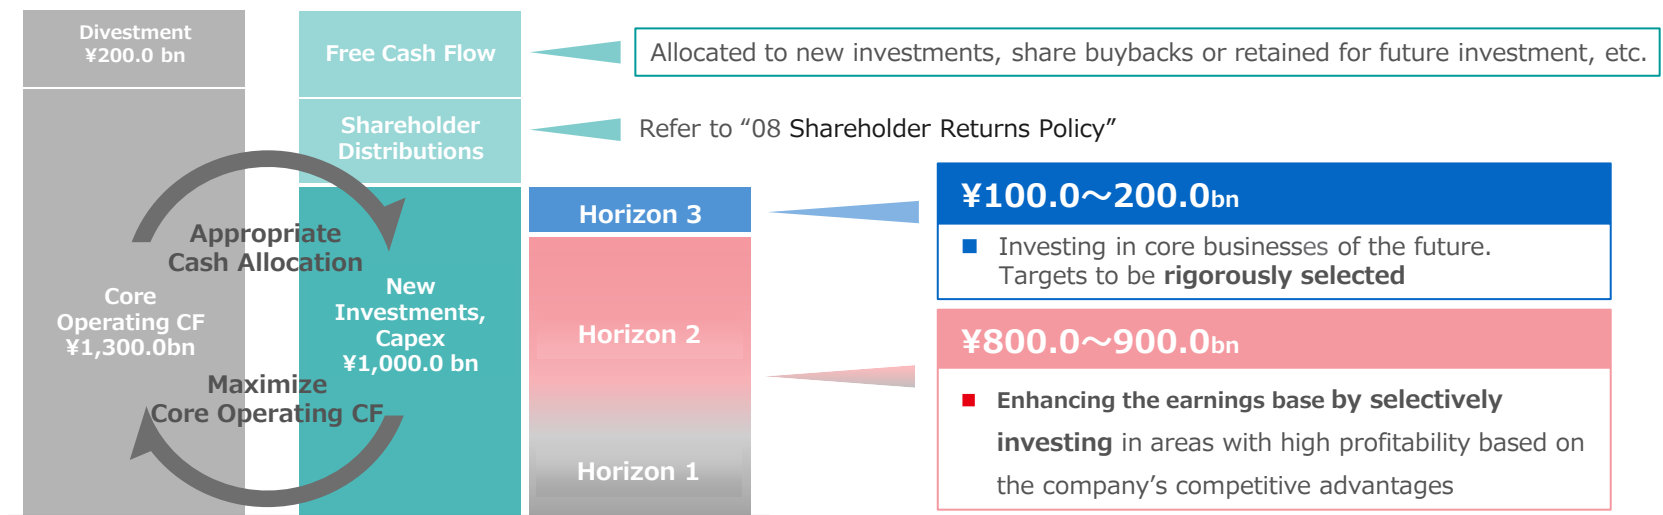 Divestment
¥200.0 bn
Core
Operating CF
¥1,300.0bn
Appropriate
Cash Allocation
Maximize
Core Operating CF
Free Cash Flow
Shareholder
Distributions
New
Investments,
Capex
¥1,000.0 bn
Horizon 3
Horizon 2
Horizon 1
Allocated to new investments, share buybacks or retained for future investment, etc.
Refer to “08 Shareholder Returns Policy”
¥100.0～200.0bn
■ Investing in core businesses of the future.
Targets to be rigorously selected
¥800.0～900.0bn
■ Enhancing the earnings base by selectively
investing in areas with high profitability based on
the company’s competitive advantages